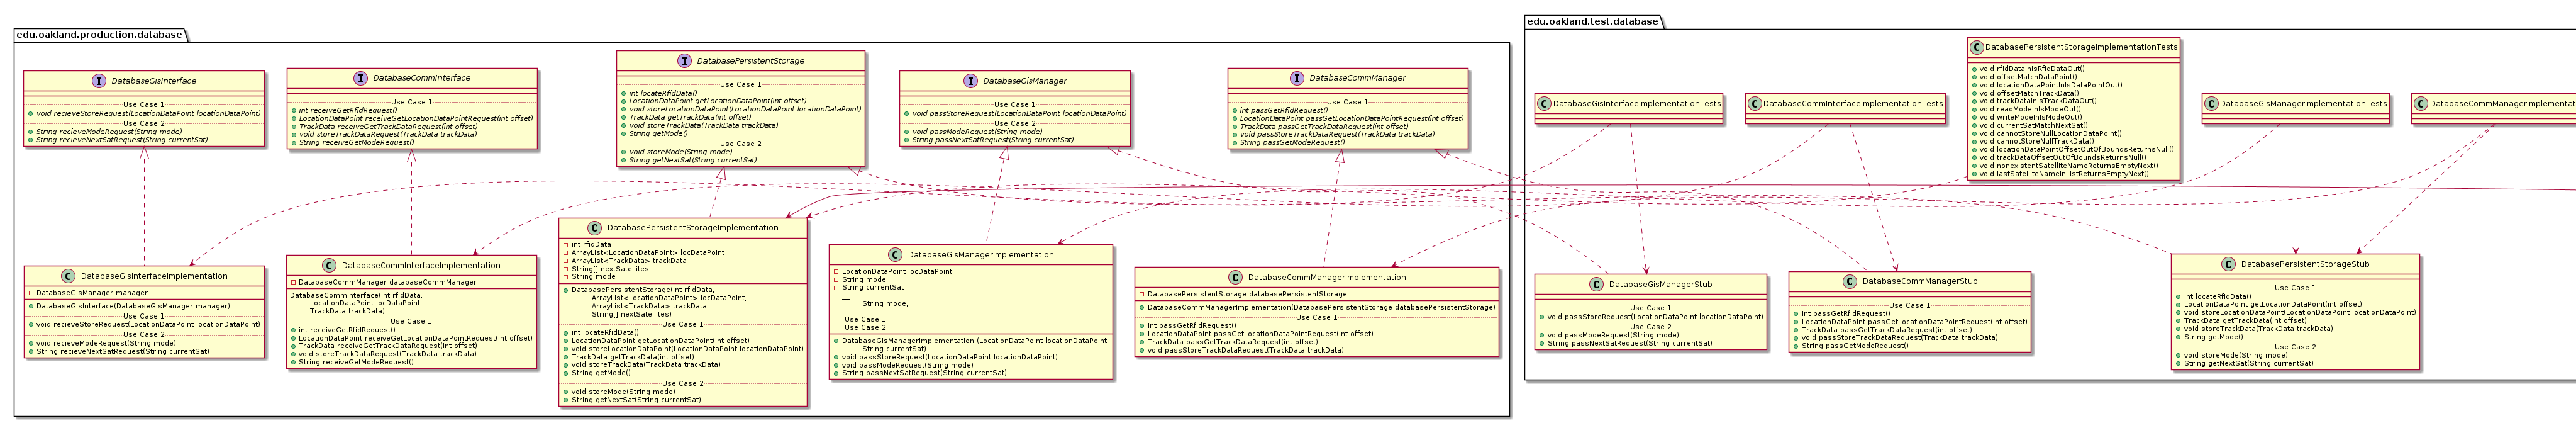 edu.oakland.production.database
DatabaseGisInterface
Use Case 1
void recieveStoreRequest(LocationDataPoint locationDataPoint)
Use Case 2
String recieveModeRequest(String mode)
String recieveNextSatRequest(String currentSat)
DatabaseCommInterface
Use Case 1
int receiveGetRfidRequest()
LocationDataPoint receiveGetLocationDataPointRequest(int offset)
TrackData receiveGetTrackDataRequest(int offset)
void storeTrackDataRequest(TrackData trackData)
String receiveGetModeRequest()
DatabasePersistentStorage
Use Case 1
int locateRfidData()
LocationDataPoint getLocationDataPoint(int offset)
void storeLocationDataPoint(LocationDataPoint locationDataPoint)
TrackData getTrackData(int offset)
void storeTrackData(TrackData trackData)
String getMode()
Use Case 2
void storeMode(String mode)
String getNextSat(String currentSat)
DatabaseGisManager
Use Case 1
void passStoreRequest(LocationDataPoint locationDataPoint)
Use Case 2
void passModeRequest(String mode)
String passNextSatRequest(String currentSat)
DatabaseCommManager
Use Case 1
int passGetRfidRequest()
LocationDataPoint passGetLocationDataPointRequest(int offset)
TrackData passGetTrackDataRequest(int offset)
void passStoreTrackDataRequest(TrackData trackData)
String passGetModeRequest()
DatabaseGisInterfaceImplementation
DatabaseGisManager manager
DatabaseGisInterface(DatabaseGisManager manager)
Use Case 1
void recieveStoreRequest(LocationDataPoint locationDataPoint)
Use Case 2
void recieveModeRequest(String mode)
String recieveNextSatRequest(String currentSat)
DatabaseCommInterfaceImplementation
DatabaseCommManager databaseCommManager
DatabaseCommInterface(int rfidData,
LocationDataPoint locDataPoint,
TrackData trackData)
Use Case 1
int receiveGetRfidRequest()
LocationDataPoint receiveGetLocationDataPointRequest(int offset)
TrackData receiveGetTrackDataRequest(int offset)
void storeTrackDataRequest(TrackData trackData)
String receiveGetModeRequest()
DatabasePersistentStorageImplementation
int rfidData
ArrayList<LocationDataPoint> locDataPoint
ArrayList<TrackData> trackData
String[] nextSatellites
String mode
DatabasePersistentStorage(int rfidData,
ArrayList<LocationDataPoint> locDataPoint,
ArrayList<TrackData> trackData,
String[] nextSatellites)
Use Case 1
int locateRfidData()
LocationDataPoint getLocationDataPoint(int offset)
void storeLocationDataPoint(LocationDataPoint locationDataPoint)
TrackData getTrackData(int offset)
void storeTrackData(TrackData trackData)
String getMode()
Use Case 2
void storeMode(String mode)
String getNextSat(String currentSat)
DatabaseGisManagerImplementation
LocationDataPoint locDataPoint
String mode
String currentSat
—
String mode,
Use Case 1
Use Case 2
DatabaseGisManagerImplementation (LocationDataPoint locationDataPoint,
String currentSat)
void passStoreRequest(LocationDataPoint locationDataPoint)
void passModeRequest(String mode)
String passNextSatRequest(String currentSat)
DatabaseCommManagerImplementation
DatabasePersistentStorage databasePersistentStorage
DatabaseCommManagerImplementation(DatabasePersistentStorage databasePersistentStorage)
Use Case 1
int passGetRfidRequest()
LocationDataPoint passGetLocationDataPointRequest(int offset)
TrackData passGetTrackDataRequest(int offset)
void passStoreTrackDataRequest(TrackData trackData)
edu.oakland.test.database
DatabaseGisInterfaceImplementationTests
DatabaseCommInterfaceImplementationTests
DatabasePersistentStorageImplementationTests
void rfidDataInIsRfidDataOut()
void offsetMatchDataPoint()
void locationDataPointInIsDataPointOut()
void offsetMatchTrackData()
void trackDataInIsTrackDataOut()
void readModeInIsModeOut()
void writeModeInIsModeOut()
void currentSatMatchNextSat()
void cannotStoreNullLocationDataPoint()
void cannotStoreNullTrackData()
void locationDataPointOffsetOutOfBoundsReturnsNull()
void trackDataOffsetOutOfBoundsReturnsNull()
void nonexistentSatelliteNameReturnsEmptyNext()
void lastSatelliteNameInListReturnsEmptyNext()
DatabaseGisManagerImplementationTests
DatabaseCommManagerImplementat
DatabaseGisManagerStub
Use Case 1
void passStoreRequest(LocationDataPoint locationDataPoint)
Use Case 2
void passModeRequest(String mode)
String passNextSatRequest(String currentSat)
DatabaseCommManagerStub
Use Case 1
int passGetRfidRequest()
LocationDataPoint passGetLocationDataPointRequest(int offset)
TrackData passGetTrackDataRequest(int offset)
void passStoreTrackDataRequest(TrackData trackData)
String passGetModeRequest()
DatabasePersistentStorageStub
Use Case 1
int locateRfidData()
LocationDataPoint getLocationDataPoint(int offset)
void storeLocationDataPoint(LocationDataPoint locationDataPoint)
TrackData getTrackData(int offset)
void storeTrackData(TrackData trackData)
String getMode()
Use Case 2
void storeMode(String mode)
String getNextSat(String currentSat)